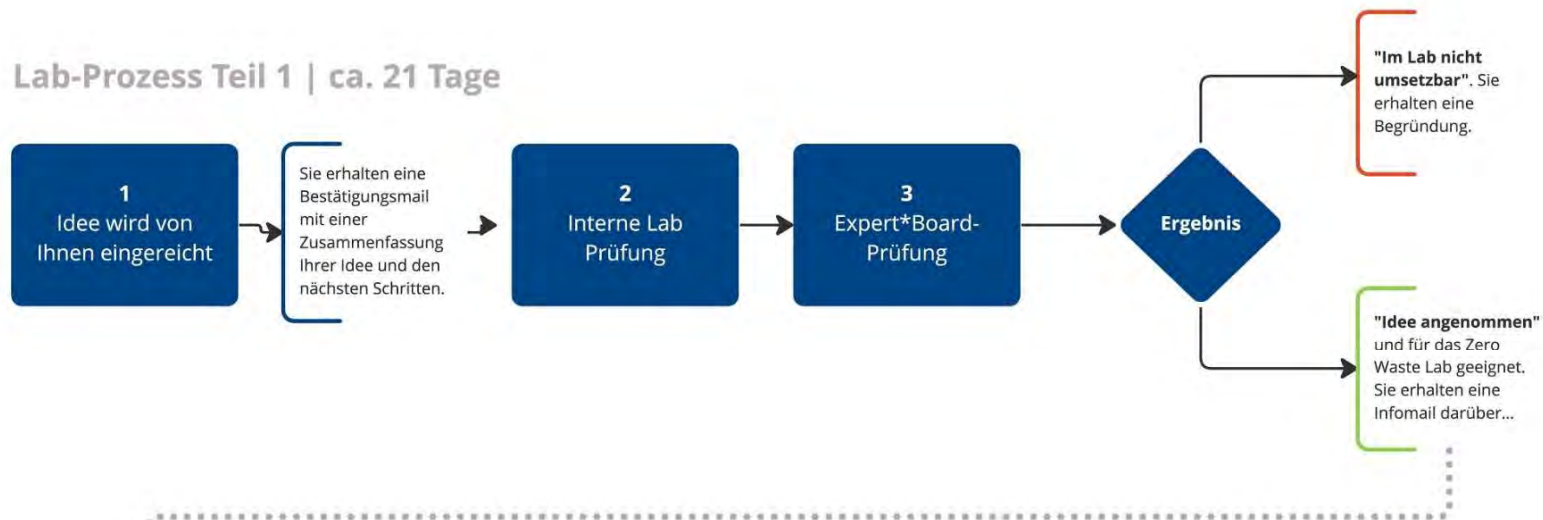 Lab-Prozess Teil 1 | ca. 21 Tage
1
Idee wird von
Ihnen eingereicht
Sie erhalten eine
Bestätigungsmail
mit einer
Zusammenfassung
Ihrer Idee und den
nächsten Schritten.
2
Interne Lab
Prüfung
3
Expert*Board-
Prüfung
Ergebnis
"Im Lab nicht
umsetzbar". Sie
erhalten eine
Begründung.
"Idee angenommen"
und für das Zero
Waste Lab geeignet.
Sie erhalten eine
Infomail darüber...